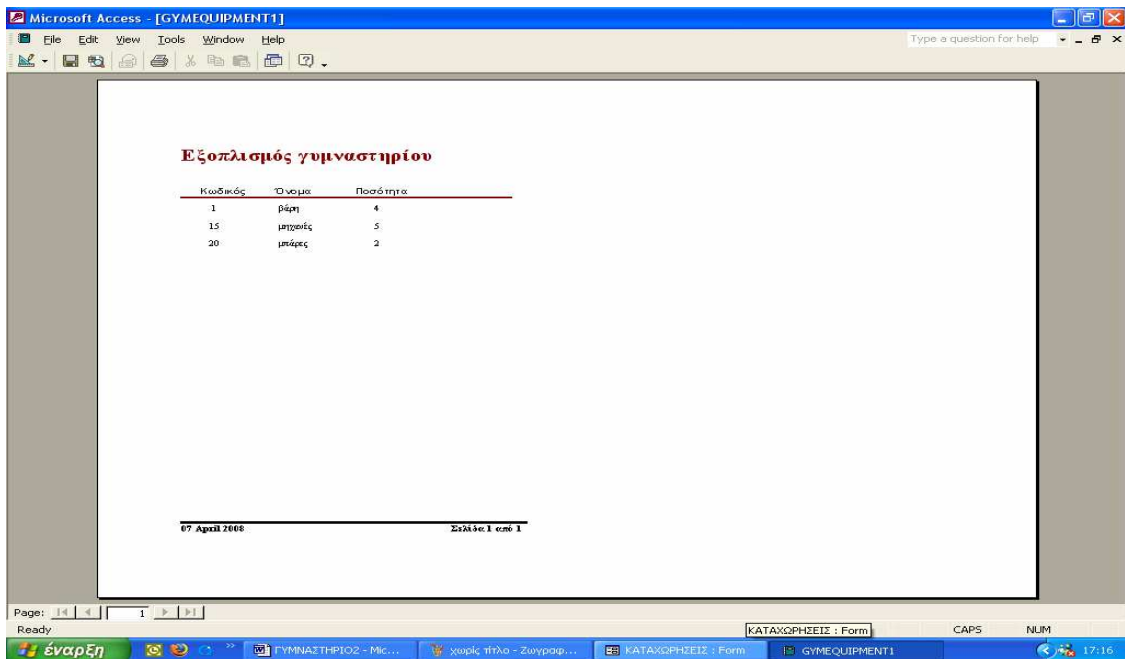 Microsoft Access - [GYMEQUIPMENT1]
File Edit View Tools Window Help Type a question for help
Εξοπλισμός γυμναστηρίου
Κωδικός Όνομα Ποσότητα
1 βάρη 4
15 μηχανές 5
20 μπάρες 2
07 April 2008 Σελίδα 1 από 1
Page: 1
Ready ΚΑΤΑΧΩΡΗΣΕΙΣ : Form CAPS NUM
έναρξη ΓΥΜΝΑΣΤΗΡΙΟ2 - Mic... χωρίς τίτλο - Ζωγραφ... ΚΑΤΑΧΩΡΗΣΕΙΣ : Form GYMEQUIPMENT1 17:16